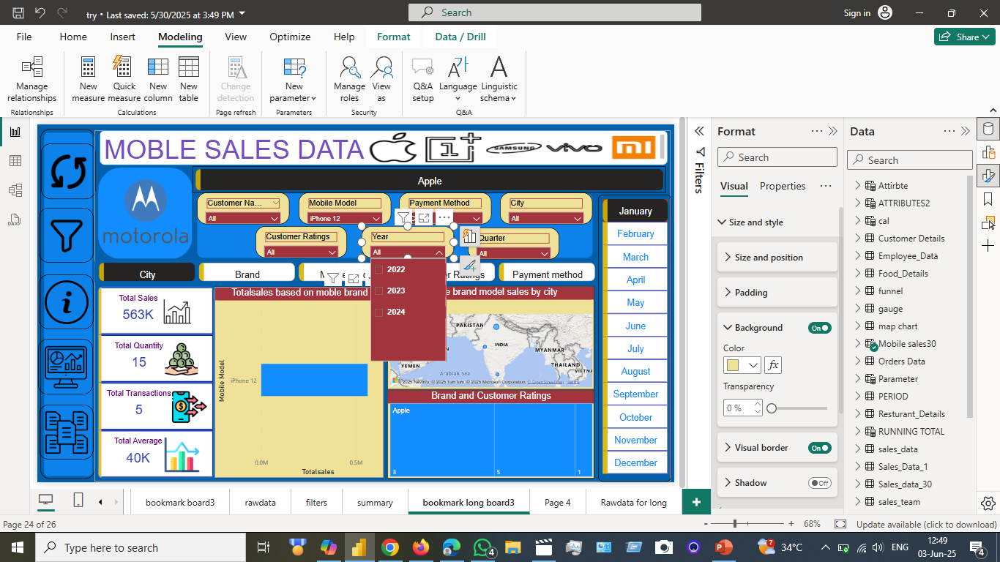 try • Last saved: 5/30/2025 at 3:49 PM
Search
Sign in
File
Home
Insert
Modeling
View
Optimize
Help
Format
Data / Drill
Share
Manage relationships
New measure
Quick measure
New column
New table
Change detection
New parameter
Manage roles
View as
Q&A setup
Language
Linguistic schema
Relationships
Calculations
Page refresh
Parameters
Security
Q&A
MOBLE SALES DATA
SAMSUNG
vivo
MI
Apple
motorola
Customer Na...
All
Mobile Model
iPhone 12
Payment Method
City
All
Customer Ratings
All
Year
All
Quarter
All
2022
2023
2024
City
Brand
Ratings
Payment method
Total Sales
563K
Total Quantity
15
Total Transactions
5
Total Average
40K
Totalsales based on moble brand
Mobile Model
iPhone 12
0.0M
0.5M
Totalsales
brand model sales by city
PAKISTAN
INDIA
MYANMAR
THAILAND
YEMEN
Arabian Sea
© 2025 TomTom, © 2025 Microsoft Corporation, © OpenStreetMap Terms
Brand and Customer Ratings
Apple
3
5
1
January
February
March
April
May
June
July
August
September
October
November
December
Filters
Format
Search
Visual
Properties
Size and style
Size and position
Padding
Background
On
Color
fx
Transparency
0 %
Visual border
On
Shadow
Off
Data
Search
Attirbte
ATTRIBUTES2
cal
Customer Details
Employee_Data
Food_Details
funnel
gauge
map chart
Mobile sales30
Orders Data
Parameter
PERIOD
Resturant_Details
RUNNING TOTAL
sales_data
Sales_Data_1
Sales_data_30
sales_team
bookmark board3
rawdata
filters
summary
bookmark long board3
Page 4
Rawdata for long
Page 24 of 26
68%
Update available (click to download)
Type here to search
4
7
34°C
ENG
12:49
03-Jun-25
4